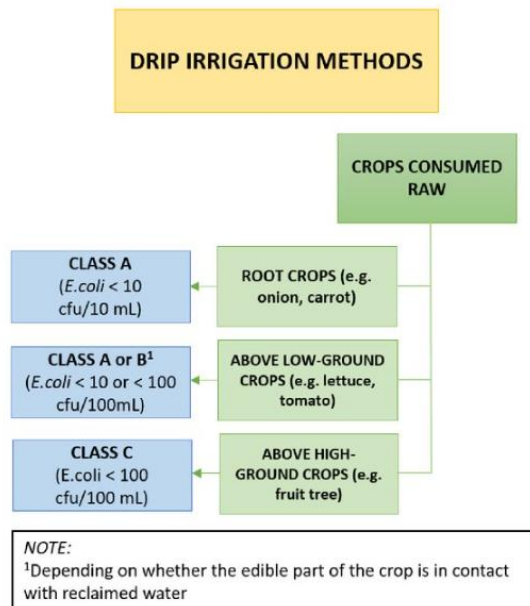 DRIP IRRIGATION METHODS
CROPS CONSUMED
RAW
CLASS A
(E.coli < 10
cfu/10 mL)
ROOT CROPS (e.g.
onion, carrot)
CLASS A or B¹
(E.coli < 10 or < 100
cfu/100mL)
ABOVE LOW-GROUND
CROPS (e.g. lettuce,
tomato)
CLASS C
(E.coli < 100
cfu/100 mL)
ABOVE HIGH-
GROUND CROPS (e.g.
fruit tree)
NOTE:
¹Depending on whether the edible part of the crop is in contact
with reclaimed water